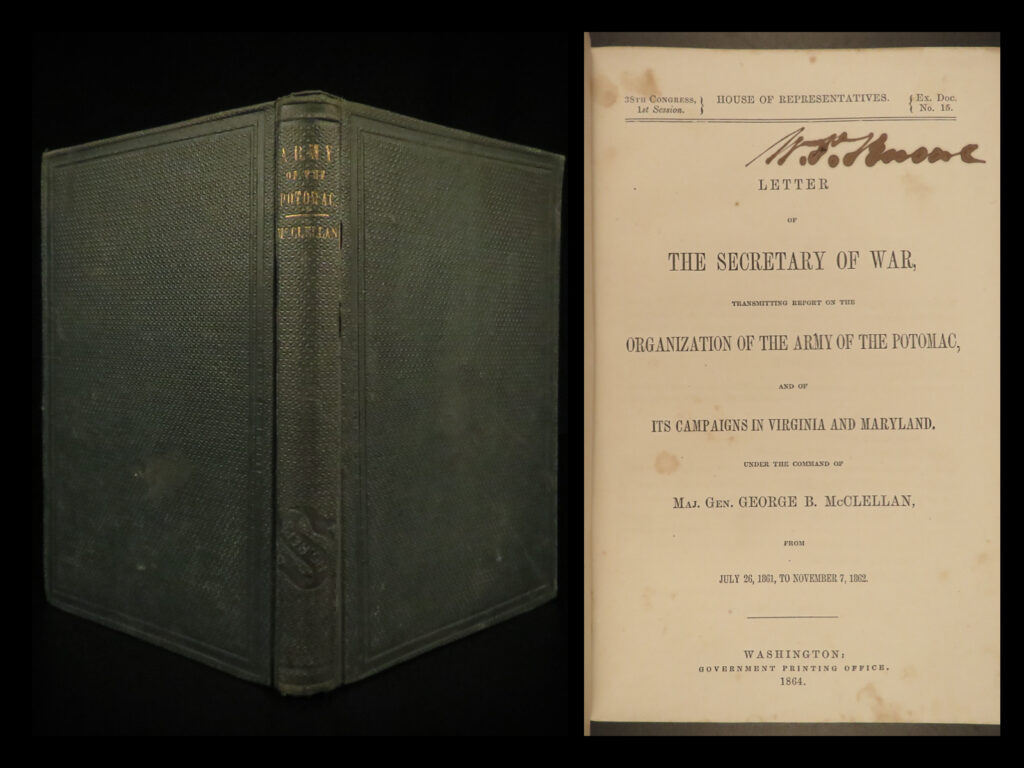 ARMY
OF THE
POTOMAC
McCLELLAN
38TH CONGRESS, } HOUSE OF REPRESENTATIVES. { Ex. Doc.
1st Session. } { No. 15.
LETTER
OF
THE SECRETARY OF WAR,
TRANSMITTING REPORT ON THE
ORGANIZATION OF THE ARMY OF THE POTOMAC,
AND OF
ITS CAMPAIGNS IN VIRGINIA AND MARYLAND,
UNDER THE COMMAND OF
MAJ. GEN. GEORGE B. McCLELLAN,
FROM
JULY 26, 1861, TO NOVEMBER 7, 1862.
WASHINGTON:
GOVERNMENT PRINTING OFFICE.
1864.